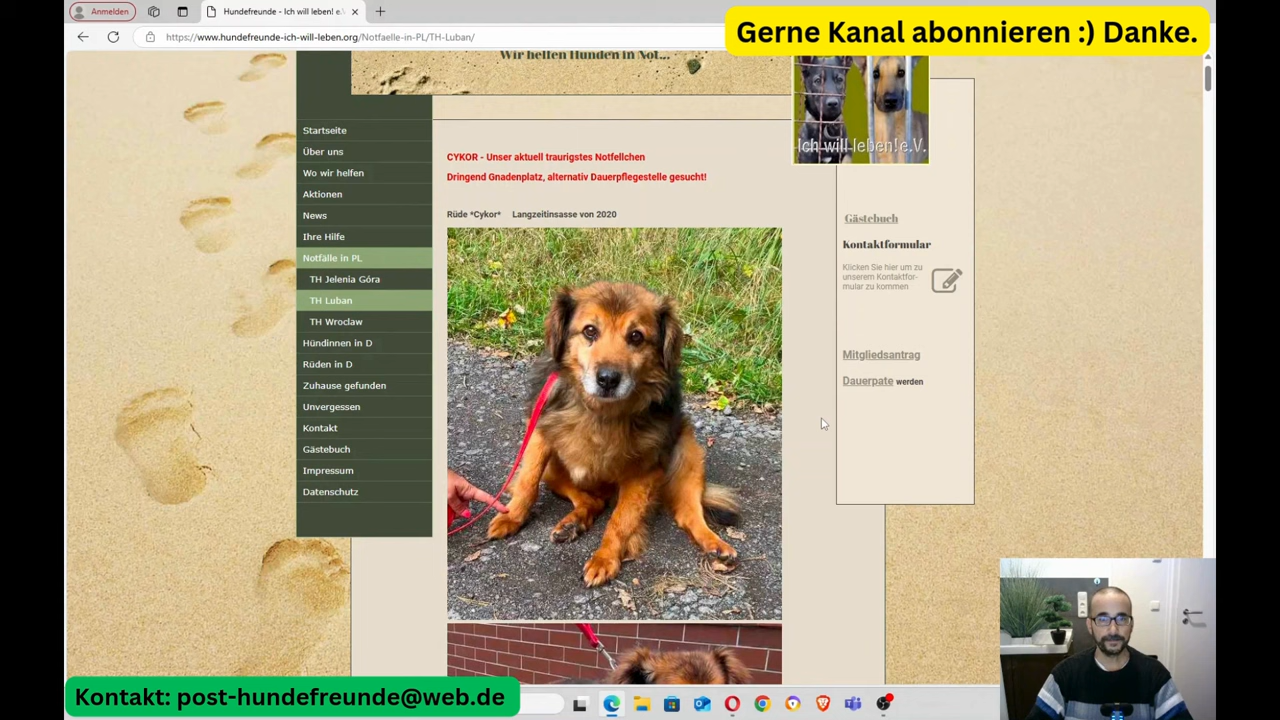 Anmelden
Hundefreunde - Ich will leben! e.V.
https://www.hundefreunde-ich-will-leben.org/Notfaelle-in-PL/TH-Luban/
Gerne Kanal abonnieren :) Danke.
Wir helfen Hunden in Not...
Ich will leben!e.V.
Startseite
Über uns
Wo wir helfen
Aktionen
News
Ihre Hilfe
Notfälle in PL
TH Jelenia Góra
TH Luban
TH Wroclaw
Hündinnen in D
Rüden in D
Zuhause gefunden
Unvergessen
Kontakt
Gästebuch
Impressum
Datenschutz
CYKOR - Unser aktuell traurigstes Notfellchen
Dringend Gnadenplatz, alternativ Dauerpflegestelle gesucht!
Rüde *Cykor* Langzeitinsasse von 2020
Gästebuch
Kontaktformular
Klicken Sie hier um zu
unserem Kontaktfor-
mular zu kommen
Mitgliedsantrag
Dauerpate werden
Kontakt: post-hundefreunde@web.de